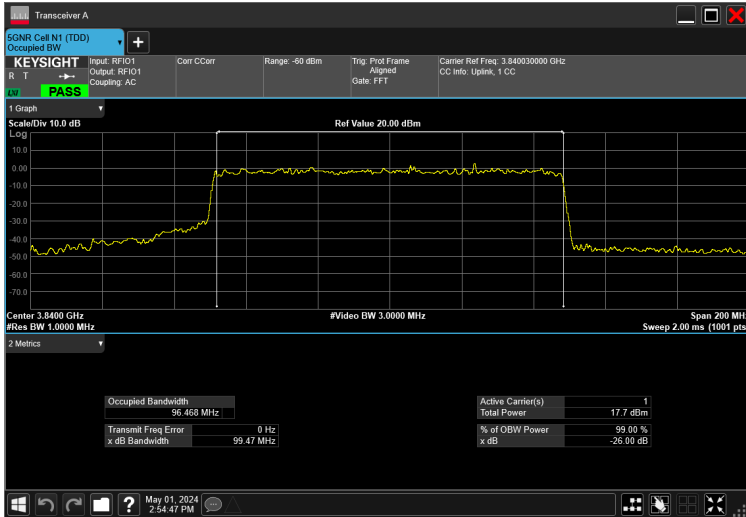 Transceiver A
5GNR Cell N1 (TDD)
Occupied BW
KEYSIGHT
R T
LXI
PASS
Input: RFIO1
Output: RFIO1
Coupling: AC
Corr CCorr
Range: -60 dBm
Trig: Prot Frame
Aligned
Gate: FFT
Carrier Ref Freq: 3.840030000 GHz
CC Info: Uplink, 1 CC
1 Graph
Scale/Div 10.0 dB
Ref Value 20.00 dBm
Log
10.0
0.00
-10.0
-20.0
-30.0
-40.0
-50.0
-60.0
-70.0
Center 3.8400 GHz
#Video BW 3.0000 MHz
Span 200 MH
#Res BW 1.0000 MHz
Sweep 2.00 ms (1001 pts
2 Metrics
Occupied Bandwidth
96.468 MHz
Transmit Freq Error 0 Hz
x dB Bandwidth 99.47 MHz
Active Carrier(s) 1
Total Power 17.7 dBm
% of OBW Power 99.00 %
x dB -26.00 dB
?
May 01, 2024
2:54:47 PM